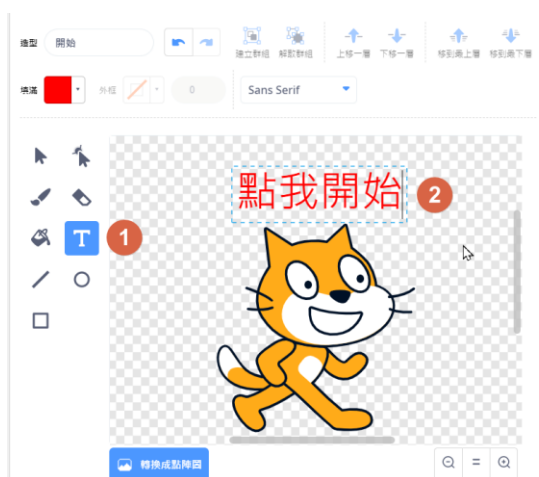 造型 開始
建立群組 解散群組 上移一層 下移一層 移到最上層 移到最下層
填滿 外框 0 Sans Serif
點我開始
2
T 1
轉換成點陣圖